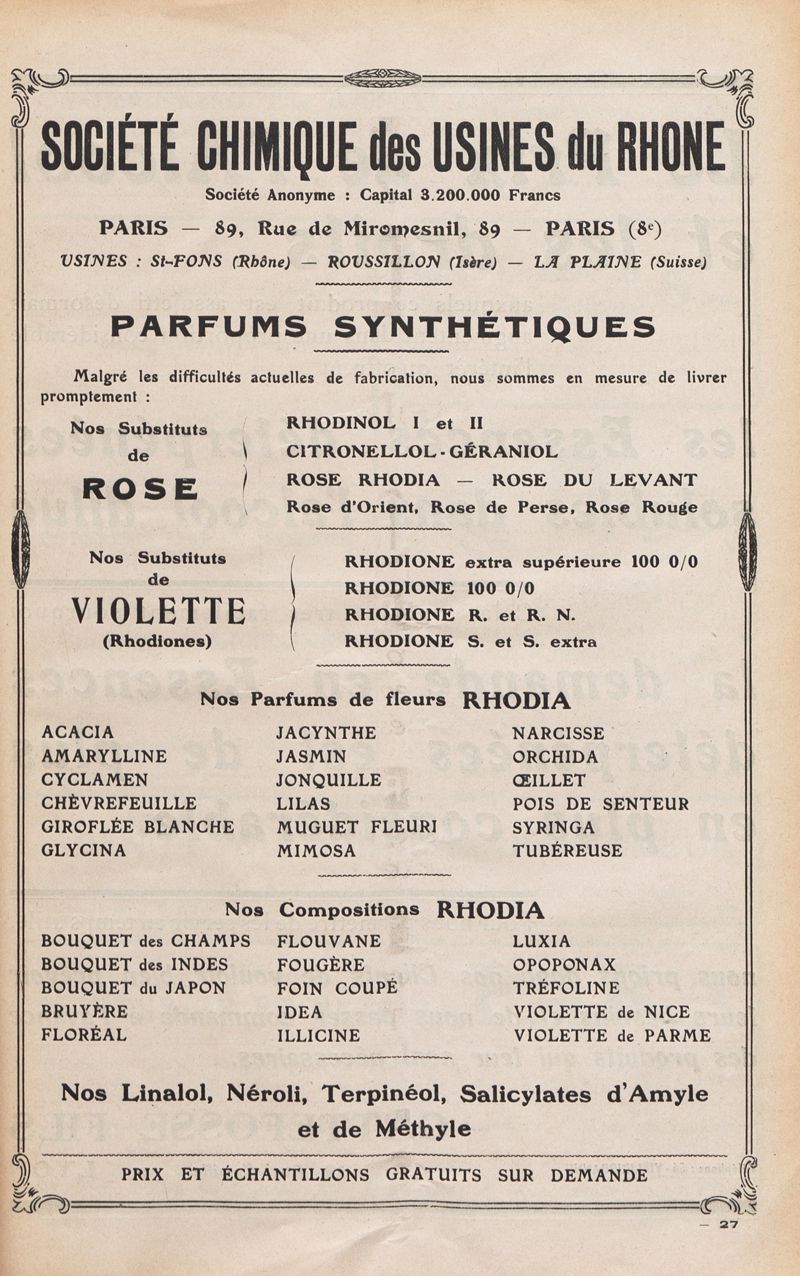 SOCIÉTÉ CHIMIQUE des USINES du RHONE
Société Anonyme : Capital 3.200.000 Francs
PARIS — 89, Rue de Miromesnil, 89 — PARIS (8e)
USINES : St-FONS (Rhône) — ROUSSILLON (Isère) — LA PLAINE (Suisse)
PARFUMS SYNTHÉTIQUES
Malgré les difficultés actuelles de fabrication, nous sommes en mesure de livrer
promptement :
Nos Substituts
de
ROSE
RHODINOL I et II
CITRONELLOL - GÉRANIOL
ROSE RHODIA — ROSE DU LEVANT
Rose d'Orient, Rose de Perse, Rose Rouge
Nos Substituts
de
VIOLETTE
(Rhodiones)
RHODIONE extra supérieure 100 0/0
RHODIONE 100 0/0
RHODIONE R. et R. N.
RHODIONE S. et S. extra
Nos Parfums de fleurs RHODIA
ACACIA
AMARYLLINE
CYCLAMEN
CHÈVREFEUILLE
GIROFLÉE BLANCHE
GLYCINA
JACYNTHE
JASMIN
JONQUILLE
LILAS
MUGUET FLEURI
MIMOSA
NARCISSE
ORCHIDA
ŒILLET
POIS DE SENTEUR
SYRINGA
TUBÉREUSE
Nos Compositions RHODIA
BOUQUET des CHAMPS
BOUQUET des INDES
BOUQUET du JAPON
BRUYÈRE
FLORÉAL
FLOUVANE
FOUGÈRE
FOIN COUPÉ
IDEA
ILLICINE
LUXIA
OPOPONAX
TRÉFOLINE
VIOLETTE de NICE
VIOLETTE de PARME
Nos Linalol, Néroli, Terpinéol, Salicylates d'Amyle
et de Méthyle
PRIX ET ÉCHANTILLONS GRATUITS SUR DEMANDE
— 27